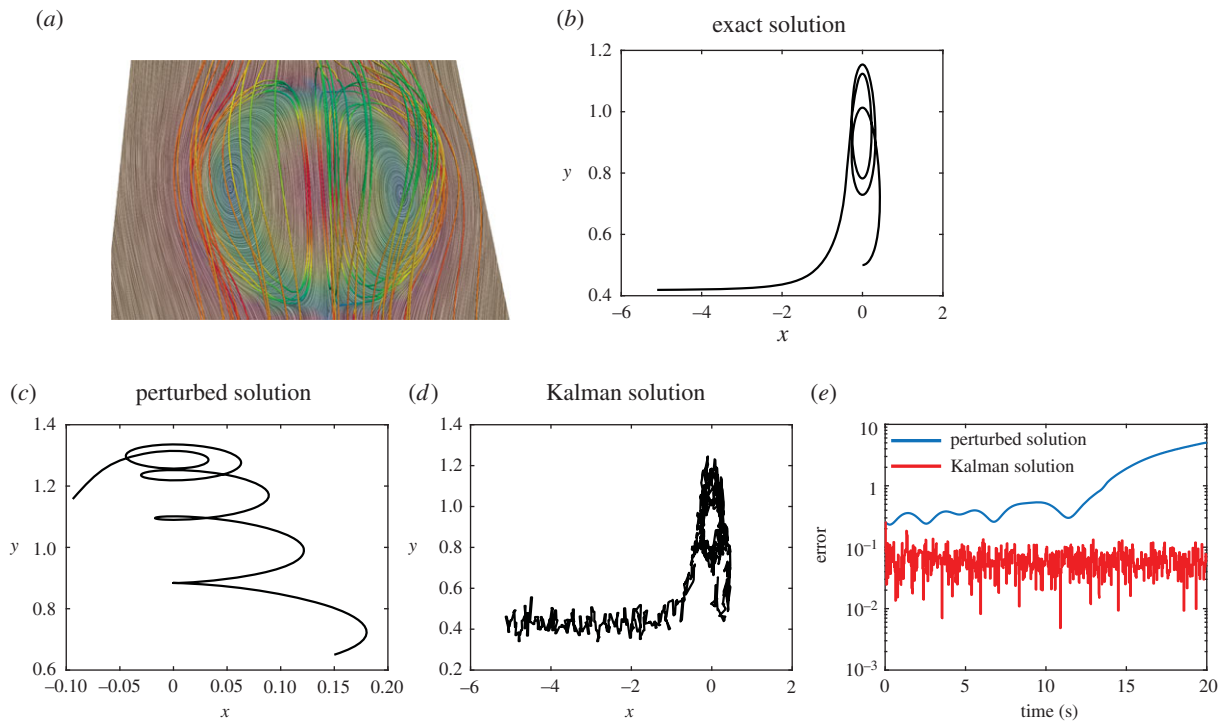 (a)
(b)
exact solution
1.2
1.0
y
0.8
0.6
0.4
–6 –4 –2 0 2
x
(c)
perturbed solution
1.4
1.2
y
1.0
0.8
0.6
–0.10 –0.05 0 0.05 0.10 0.15 0.20
x
(d)
Kalman solution
1.4
1.2
1.0
y
0.8
0.6
0.4
0.2
–6 –4 –2 0 2
x
(e)
perturbed solution
Kalman solution
10
1
error
10–1
10–2
10–3
0 5 10 15 20
time (s)